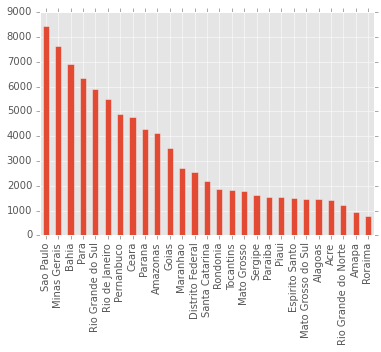 9000
8000
7000
6000
5000
4000
3000
2000
1000
0
Sao Paulo
Minas Gerais
Bahia
Para
Rio Grande do Sul
Rio de Janeiro
Pernanbuco
Ceara
Parana
Amazonas
Goias
Maranhao
Distrito Federal
Santa Catarina
Rondonia
Tocantins
Mato Grosso
Sergipe
Paraiba
Piaui
Espirito Santo
Mato Grosso do Sul
Alagoas
Acre
Rio Grande do Norte
Amapa
Roraima